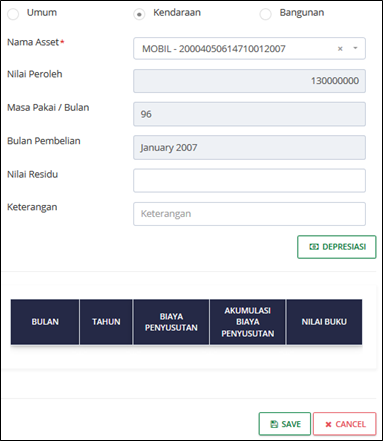 Umum Kendaraan Bangunan
Nama Asset* MOBIL - 20004050614710012007 × 
Nilai Peroleh 130000000
Masa Pakai / Bulan 96
Bulan Pembelian January 2007
Nilai Residu
Keterangan Keterangan
DEPRESIASI
BULAN TAHUN BIAYA PENYUSUTAN AKUMULASI BIAYA PENYUSUTAN NILAI BUKU
SAVE CANCEL